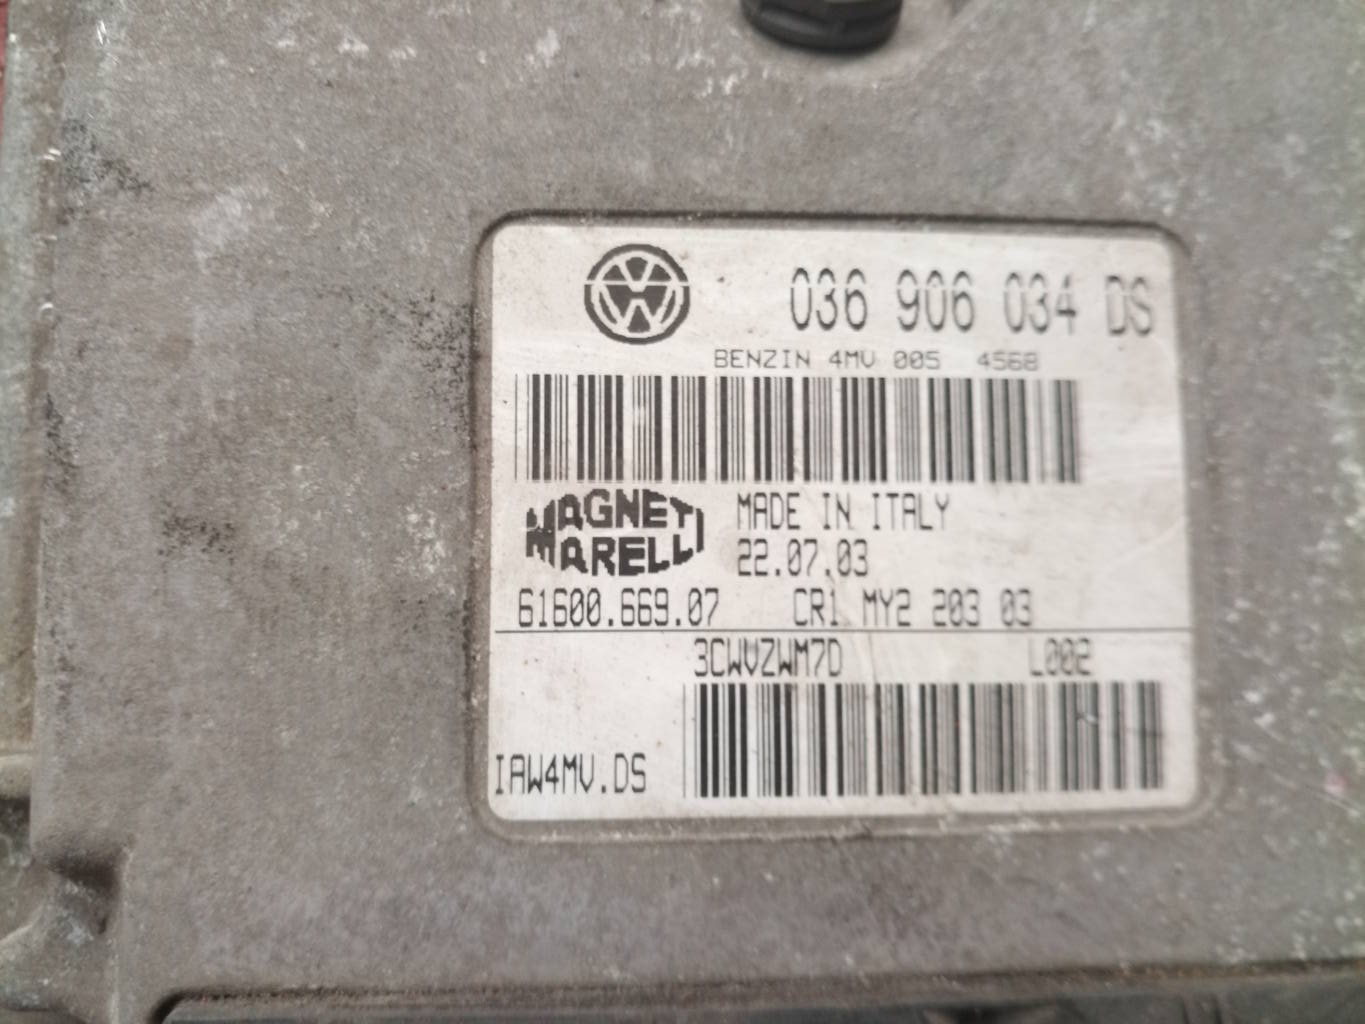 036 906 034 DS
BENZIN 4MV 005 4568
MAGNETI MARELLI
MADE IN ITALY
22.07.03
61600.669.07 CR1 MY2 203 03
3CWVZWM7D L002
IAW4MV.DS